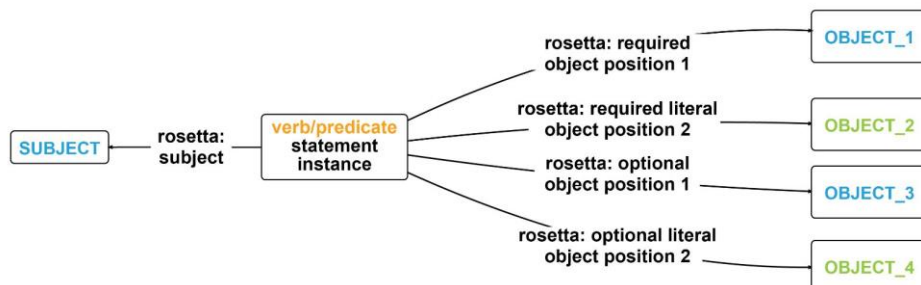 SUBJECT
rosetta:
subject
verb/predicate
statement
instance
rosetta: required
object position 1
OBJECT_1
rosetta: required literal
object position 2
OBJECT_2
rosetta: optional
object position 1
OBJECT_3
rosetta: optional literal
object position 2
OBJECT_4